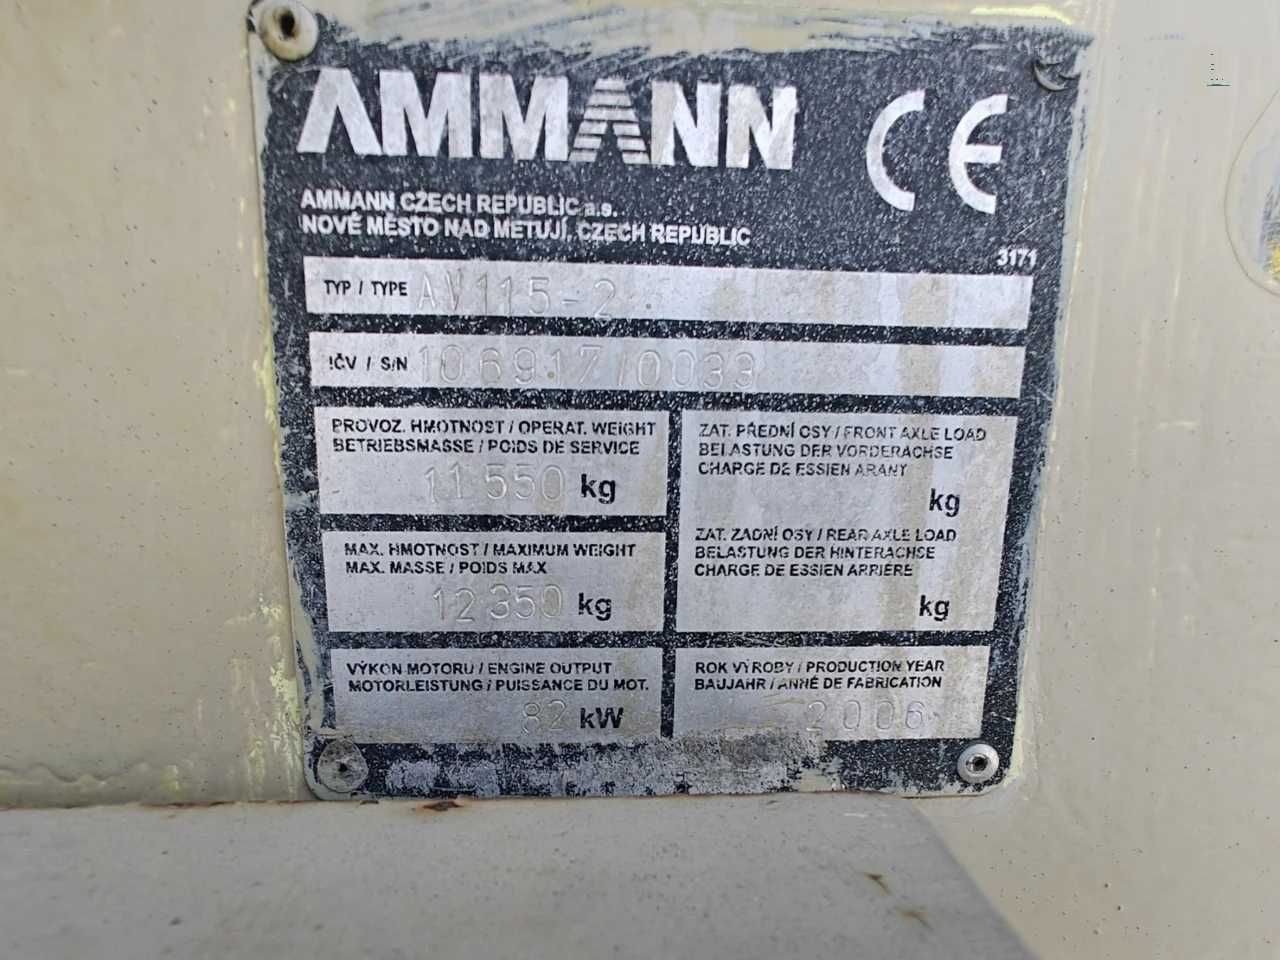 AMMANN CE
AMMANN CZECH REPUBLIC a.s.
NOVÉ MĚSTO NAD METUJÍ, CZECH REPUBLIC
3171
TYP / TYPE AV115-2
IČV / S/N 106917/0033
PROVOZ. HMOTNOST / OPERAT. WEIGHT
BETRIEBSMASSE / POIDS DE SERVICE
11 550 kg
ZAT. PŘEDNÍ OSY / FRONT AXLE LOAD
BELASTUNG DER VORDERACHSE
CHARGE DE ESSIEN ARANT
kg
MAX. HMOTNOST / MAXIMUM WEIGHT
MAX. MASSE / POIDS MAX
12 350 kg
ZAT. ZADNÍ OSY / REAR AXLE LOAD
BELASTUNG DER HINTERACHSE
CHARGE DE ESSIEN ARRIÉRE
kg
VÝKON MOTORU / ENGINE OUTPUT
MOTORLEISTUNG / PUISSANCE DU MOT.
82 kW
ROK VÝROBY / PRODUCTION YEAR
BAUJAHR / ANNÉ DE FABRICATION
2006